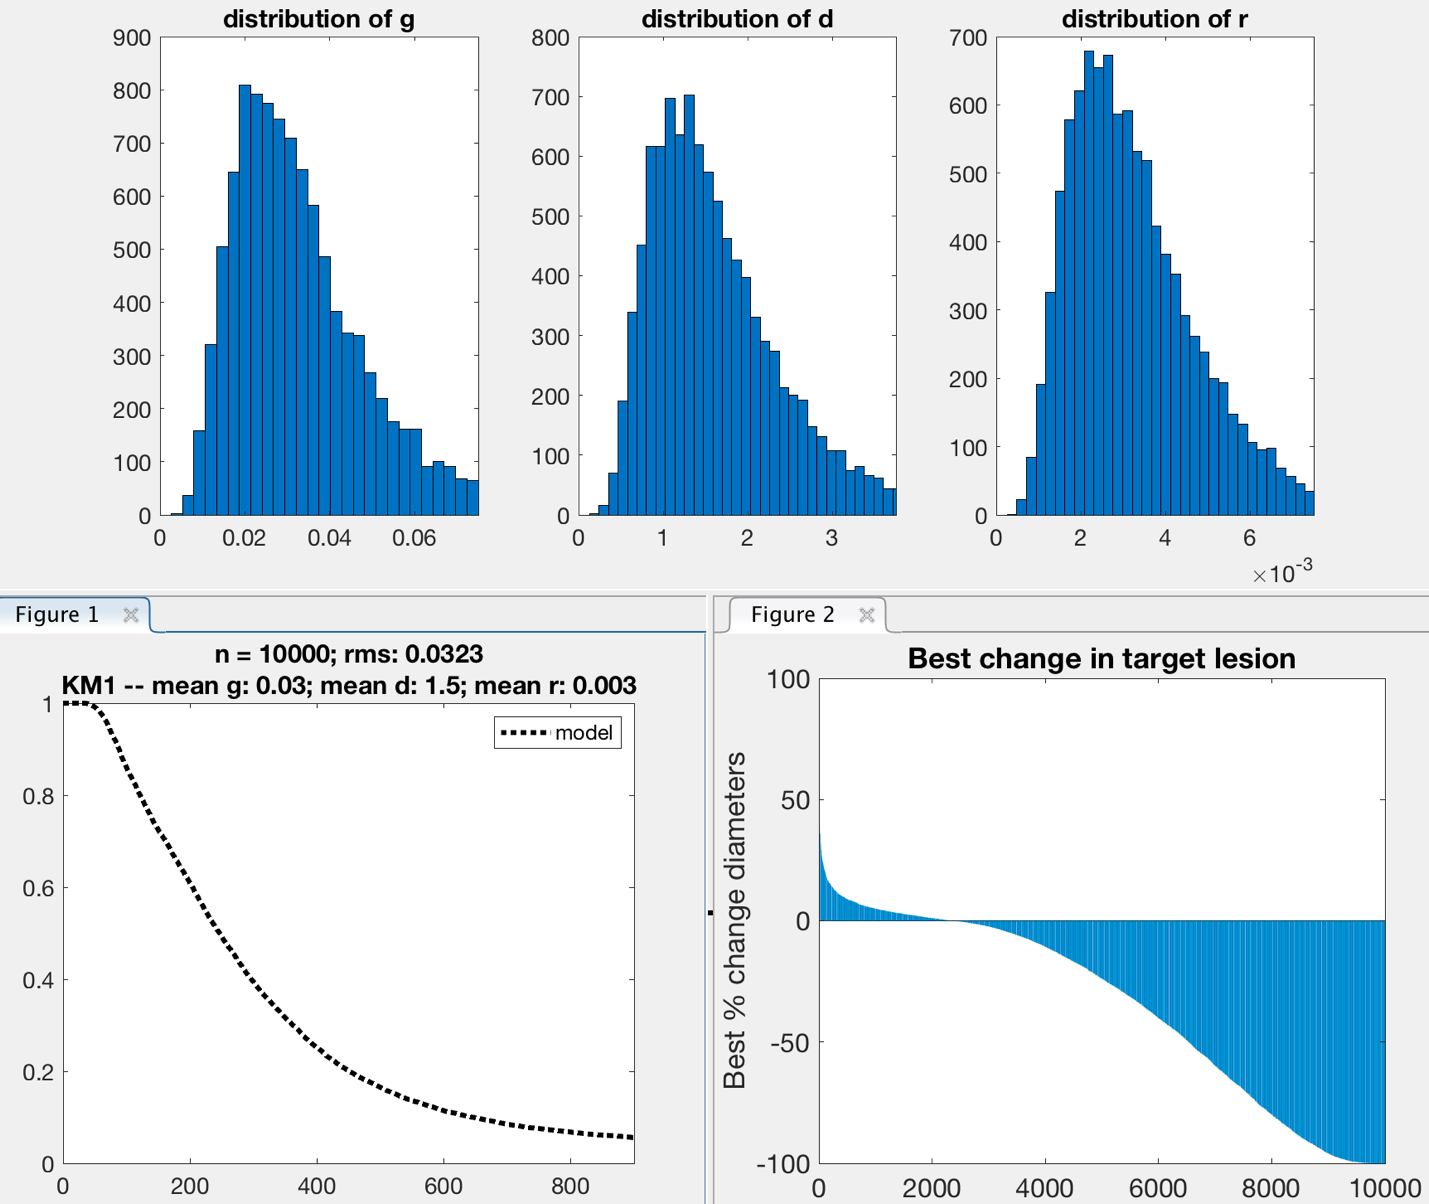 distribution of g
900
800
700
600
500
400
300
200
100
0
0 0.02 0.04 0.06
distribution of d
800
700
600
500
400
300
200
100
0
0 1 2 3
distribution of r
700
600
500
400
300
200
100
0
0 2 4 6
×10-3
Figure 1
n = 10000; rms: 0.0323
KM1 -- mean g: 0.03; mean d: 1.5; mean r: 0.003
model
1
0.8
0.6
0.4
0.2
0
0 200 400 600 800
Figure 2
Best change in target lesion
Best % change diameters
100
50
0
-50
-100
0 2000 4000 6000 8000 10000